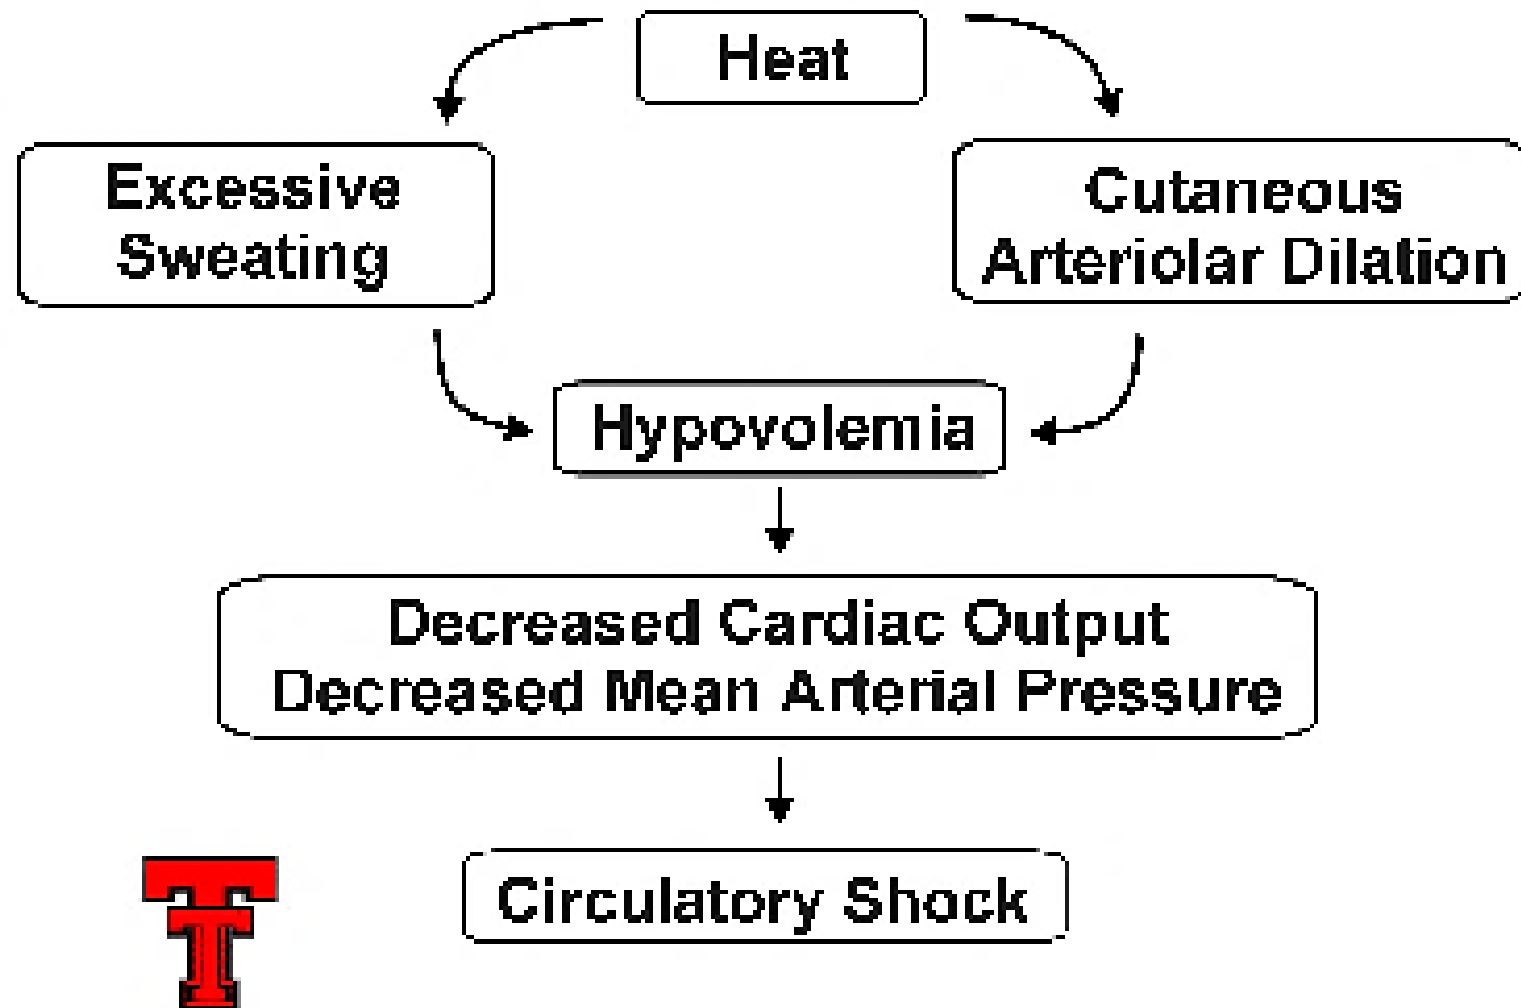 Heat
Excessive
Sweating
Cutaneous
Arteriolar Dilation
Hypovolemia
Decreased Cardiac Output
Decreased Mean Arterial Pressure
Circulatory Shock